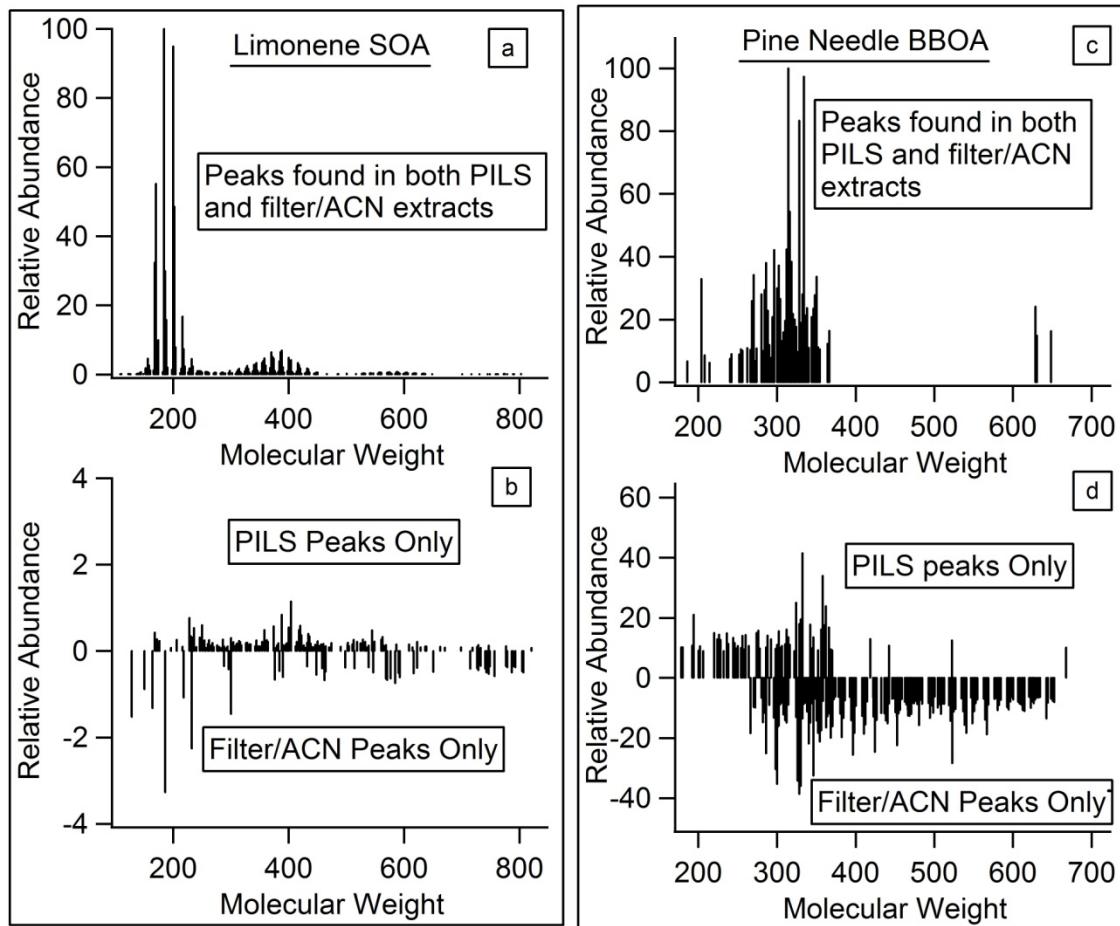 Limonene SOA
a
Relative Abundance
100
80
60
40
20
0
Peaks found in both PILS
and filter/ACN extracts
200
400
600
800
Molecular Weight
b
Relative Abundance
4
2
0
-2
-4
PILS Peaks Only
Filter/ACN Peaks Only
200
400
600
800
Molecular Weight
Pine Needle BBOA
c
Relative Abundance
100
80
60
40
20
0
Peaks found in both
PILS and filter/ACN
extracts
200
300
400
500
600
700
Molecular Weight
d
Relative Abundance
60
40
20
0
-20
-40
PILS peaks Only
Filter/ACN Peaks Only
200
300
400
500
600
700
Molecular Weight